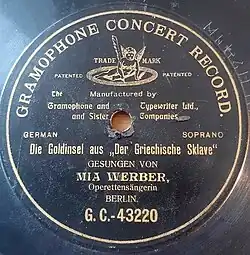 GRAMOPHONE CONCERT RECORD.
TRADE MARK
PATENTED PATENTED
The Manufactured by
Gramophone and Typewriter Ltd.,
and Sister Companies
GERMAN SOPRANO
Die Goldinsel aus „Der Griechische Sklave“
GESUNGEN VON
MIA WERBER,
Operettensängerin
BERLIN.
G.C.-43220